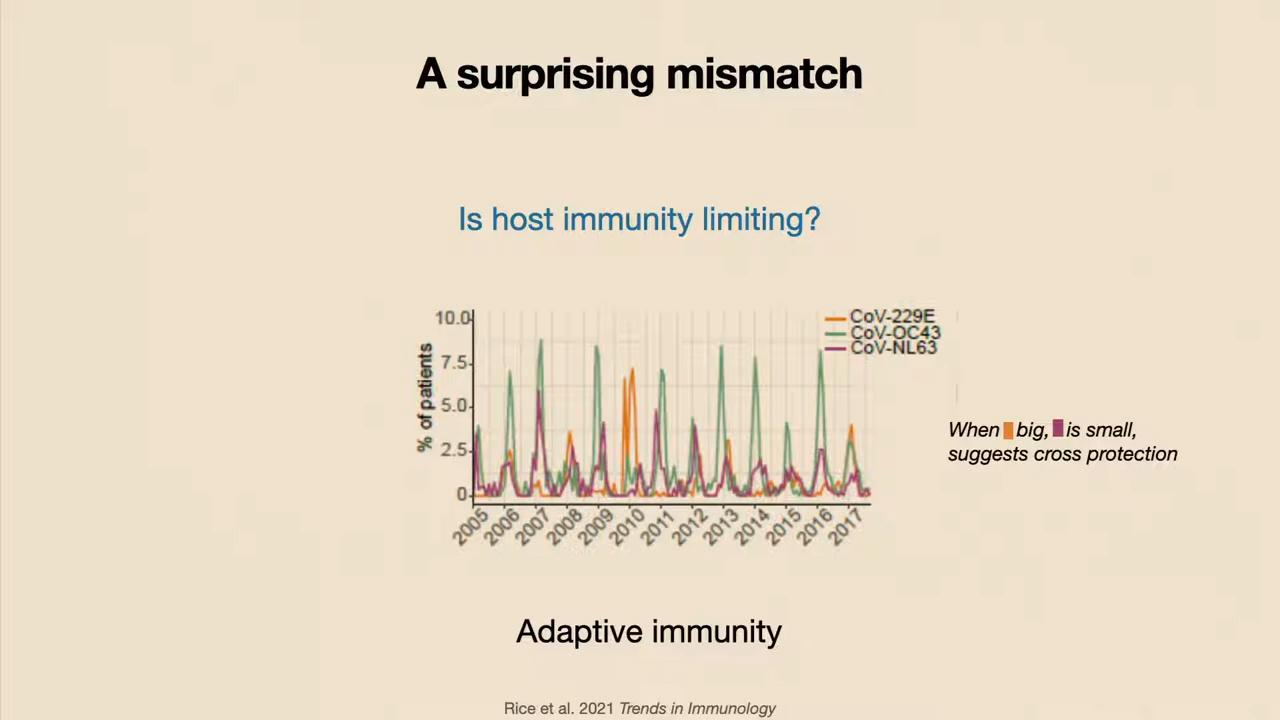 A surprising mismatch
Is host immunity limiting?
CoV-229E
CoV-OC43
CoV-NL63
% of patients
10.0
7.5
5.0
2.5
0
2005 2006 2007 2008 2009 2010 2011 2012 2013 2014 2015 2016 2017
When big, is small,
suggests cross protection
Adaptive immunity
Rice et al. 2021 Trends in Immunology